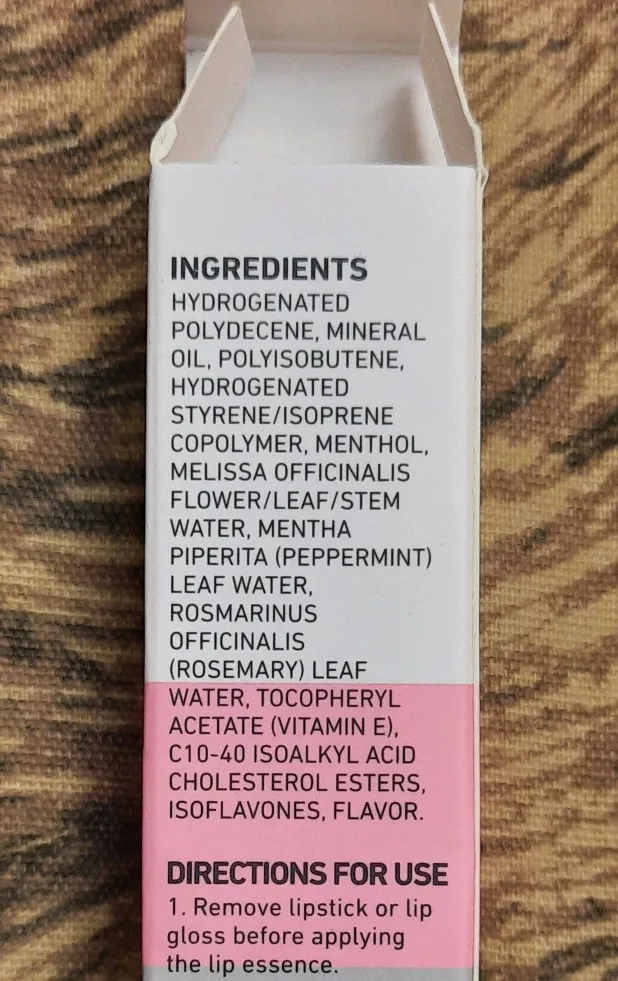 INGREDIENTS
HYDROGENATED
POLYDECENE, MINERAL
OIL, POLYISOBUTENE,
HYDROGENATED
STYRENE/ISOPRENE
COPOLYMER, MENTHOL,
MELISSA OFFICINALIS
FLOWER/LEAF/STEM
WATER, MENTHA
PIPERITA (PEPPERMINT)
LEAF WATER,
ROSMARINUS
OFFICINALIS
(ROSEMARY) LEAF
WATER, TOCOPHERYL
ACETATE (VITAMIN E),
C10-40 ISOALKYL ACID
CHOLESTEROL ESTERS,
ISOFLAVONES, FLAVOR.
DIRECTIONS FOR USE
1. Remove lipstick or lip
gloss before applying
the lip essence.